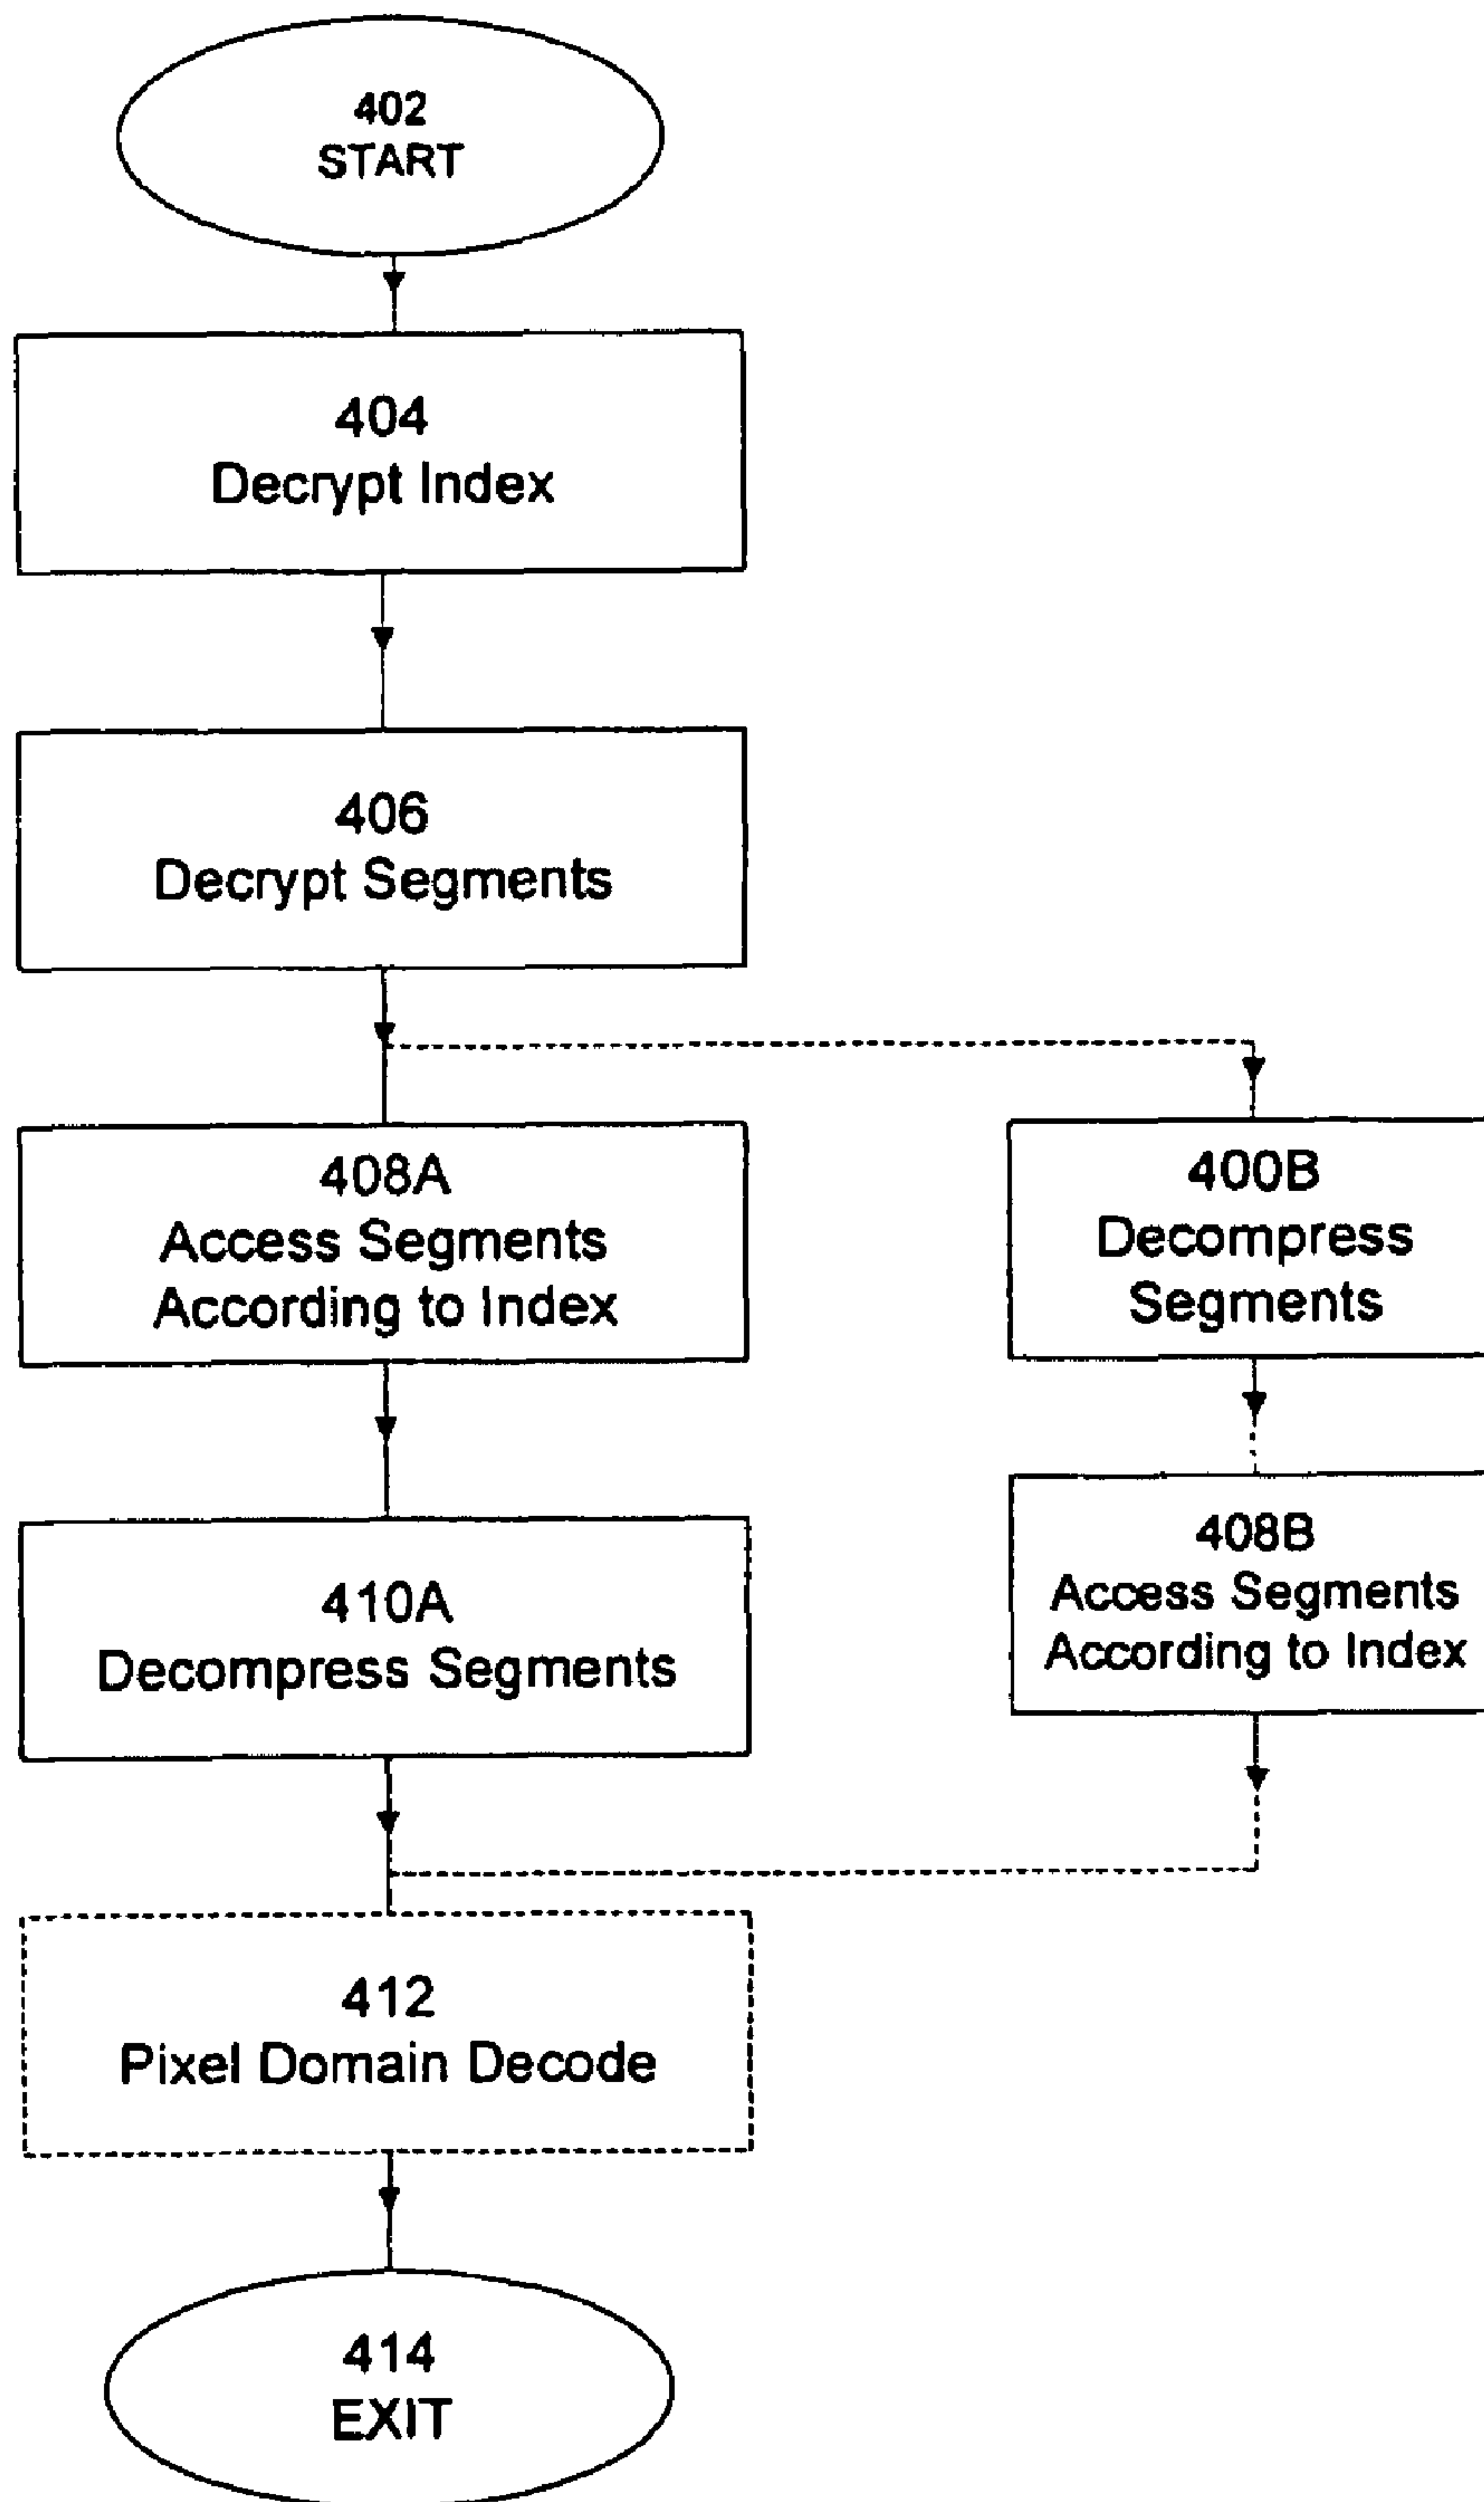 402
START
404
Decrypt Index
406
Decrypt Segments
408A
Access Segments
According to Index
400B
Decompress
Segments
410A
Decompress Segments
408B
Access Segments
According to Index
412
Pixel Domain Decode
414
EXIT